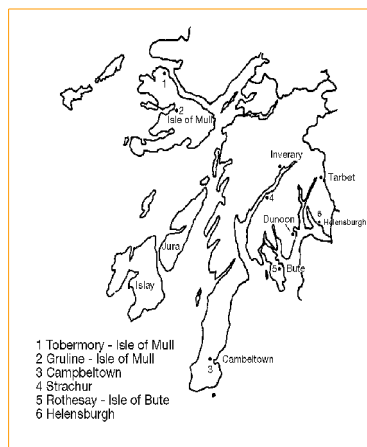 1
2
Isle of Mull
Inverary
Tarbet
4
Dunoon
6
Helensburgh
Jura
5
Bute
Islay
Cambeltown
3
1 Tobermory - Isle of Mull
2 Gruline - Isle of Mull
3 Campbeltown
4 Strachur
5 Rothesay - Isle of Bute
6 Helensburgh